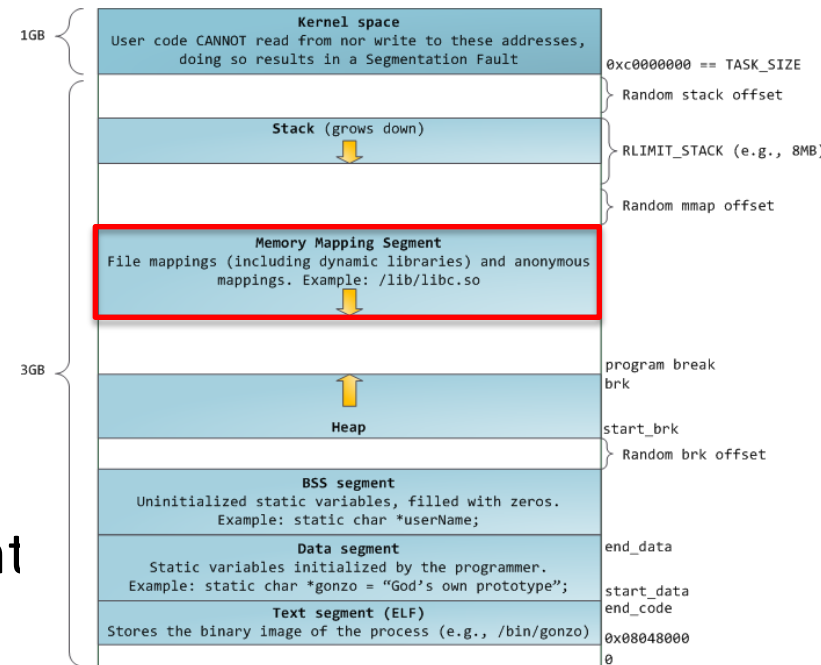 Kernel space
1GB
User code CANNOT read from nor write to these addresses,
doing so results in a Segmentation Fault
0xc0000000 == TASK_SIZE
Random stack offset
Stack (grows down)
RLIMIT_STACK (e.g., 8MB)
Random mmap offset
Memory Mapping Segment
File mappings (including dynamic libraries) and anonymous
mappings. Example: /lib/libc.so
3GB
program break
brk
Heap
start_brk
Random brk offset
BSS segment
Uninitialized static variables, filled with zeros.
Example: static char *userName;
nt
Data segment
end_data
Static variables initialized by the programmer.
Example: static char *gonzo = “God’s own prototype”;
start_data
end_code
Text segment (ELF)
Stores the binary image of the process (e.g., /bin/gonzo)
0x08048000
0